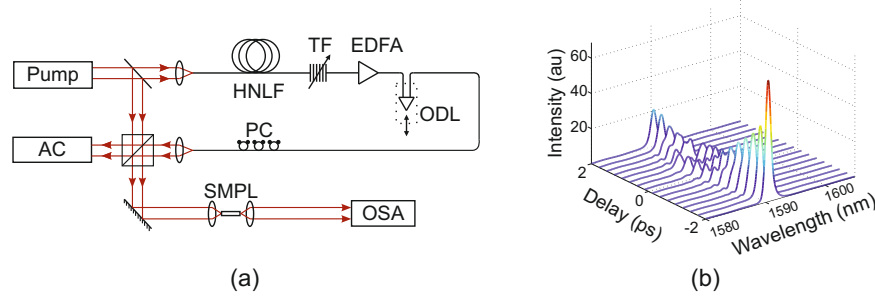 TF
EDFA
Pump
HNLF
ODL
PC
AC
SMPL
OSA
(a)
Intensity (au)
60
40
20
2
0
-2
Delay (ps)
1580
1590
1600
Wavelength (nm)
(b)